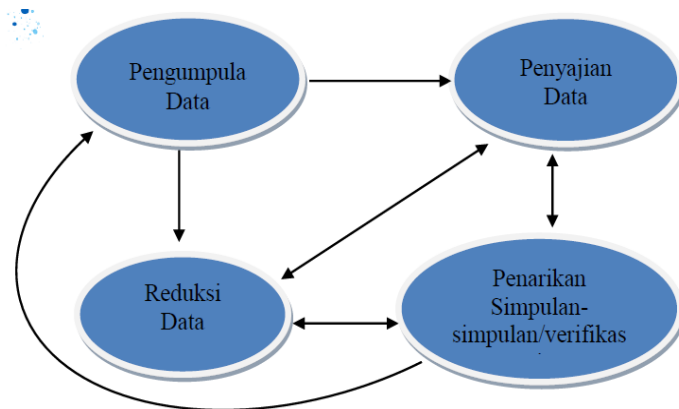 Pengumpula
Data
Penyajian
Data
Reduksi
Data
Penarikan
Simpulan-
simpulan/verifikas